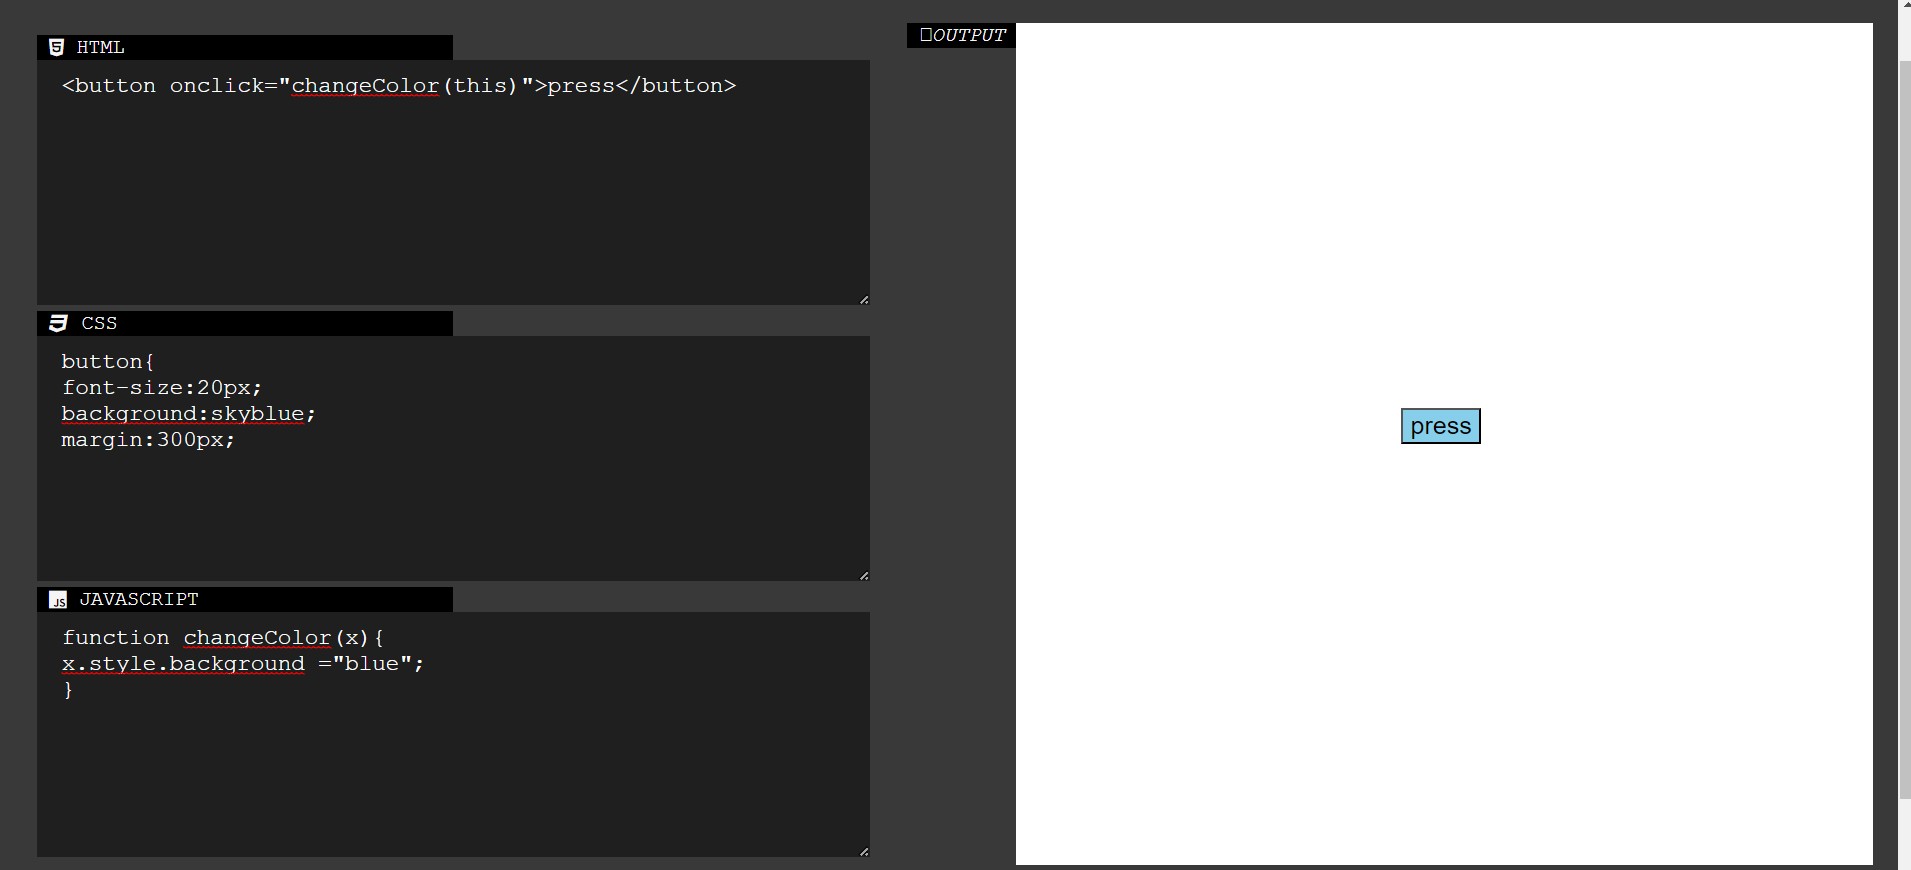 HTML
<button onclick="changeColor(this)">press</button>
CSS
button{
font-size:20px;
background:skyblue;
margin:300px;
JS JAVASCRIPT
function changeColor(x){
x.style.background ="blue";
}
OUTPUT
press